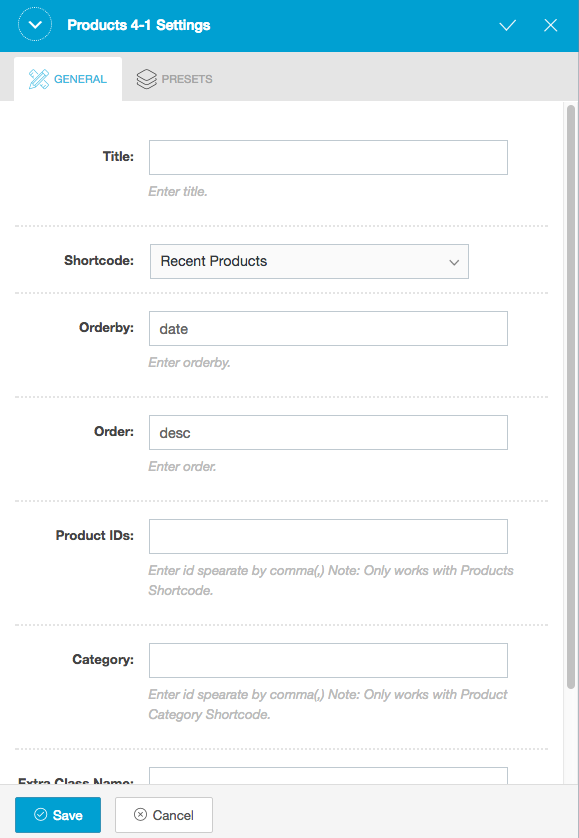 Products 4-1 Settings
GENERAL
PRESETS
Title:
Enter title.
Shortcode:
Recent Products
Orderby:
date
Enter orderby.
Order:
desc
Enter order.
Product IDs:
Enter id spearate by comma(,) Note: Only works with Products
Shortcode.
Category:
Enter id spearate by comma(,) Note: Only works with Product
Category Shortcode.
Extra Class Name:
Save
Cancel